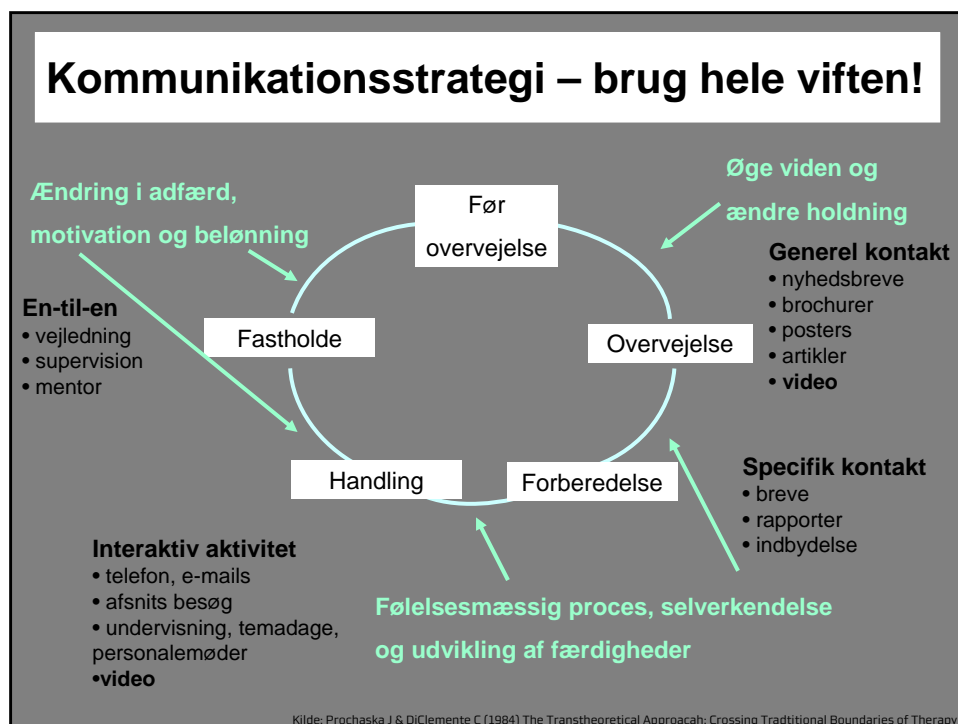 Kommunikationsstrategi – brug hele viften!
Ændring i adfærd,
motivation og belønning
Før
overvejelse
Øge viden og
ændre holdning
Generel kontakt
• nyhedsbreve
• brochurer
• posters
• artikler
• video
En-til-en
• vejledning
• supervision
• mentor
Fastholde
Overvejelse
Handling
Forberedelse
Specifik kontakt
• breve
• rapporter
• indbydelse
Interaktiv aktivitet
• telefon, e-mails
• afsnits besøg
• undervisning, temadage,
personalemøder
•video
Følelsesmæssig proces, selverkendelse
og udvikling af færdigheder
Kilde: Prochaska J & DiClemente C (1984) The Transtheoretical Approacah: Crossing Tradtitional Boundaries of Therapy